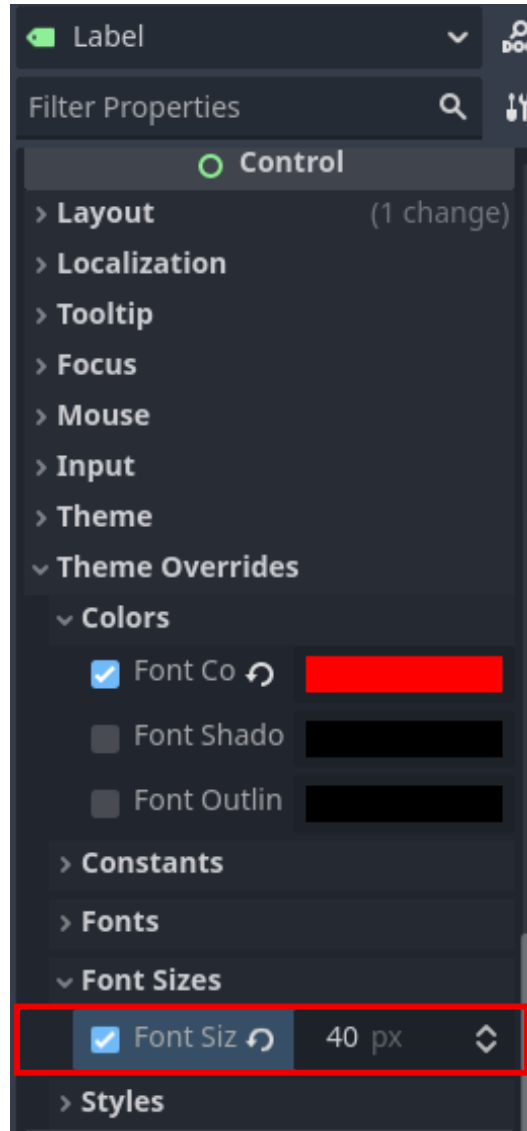 Label
DOC
Filter Properties
Control
Layout (1 change)
Localization
Tooltip
Focus
Mouse
Input
Theme
Theme Overrides
Colors
Font Co
Font Shado
Font Outlin
Constants
Fonts
Font Sizes
Font Siz 40 px
Styles